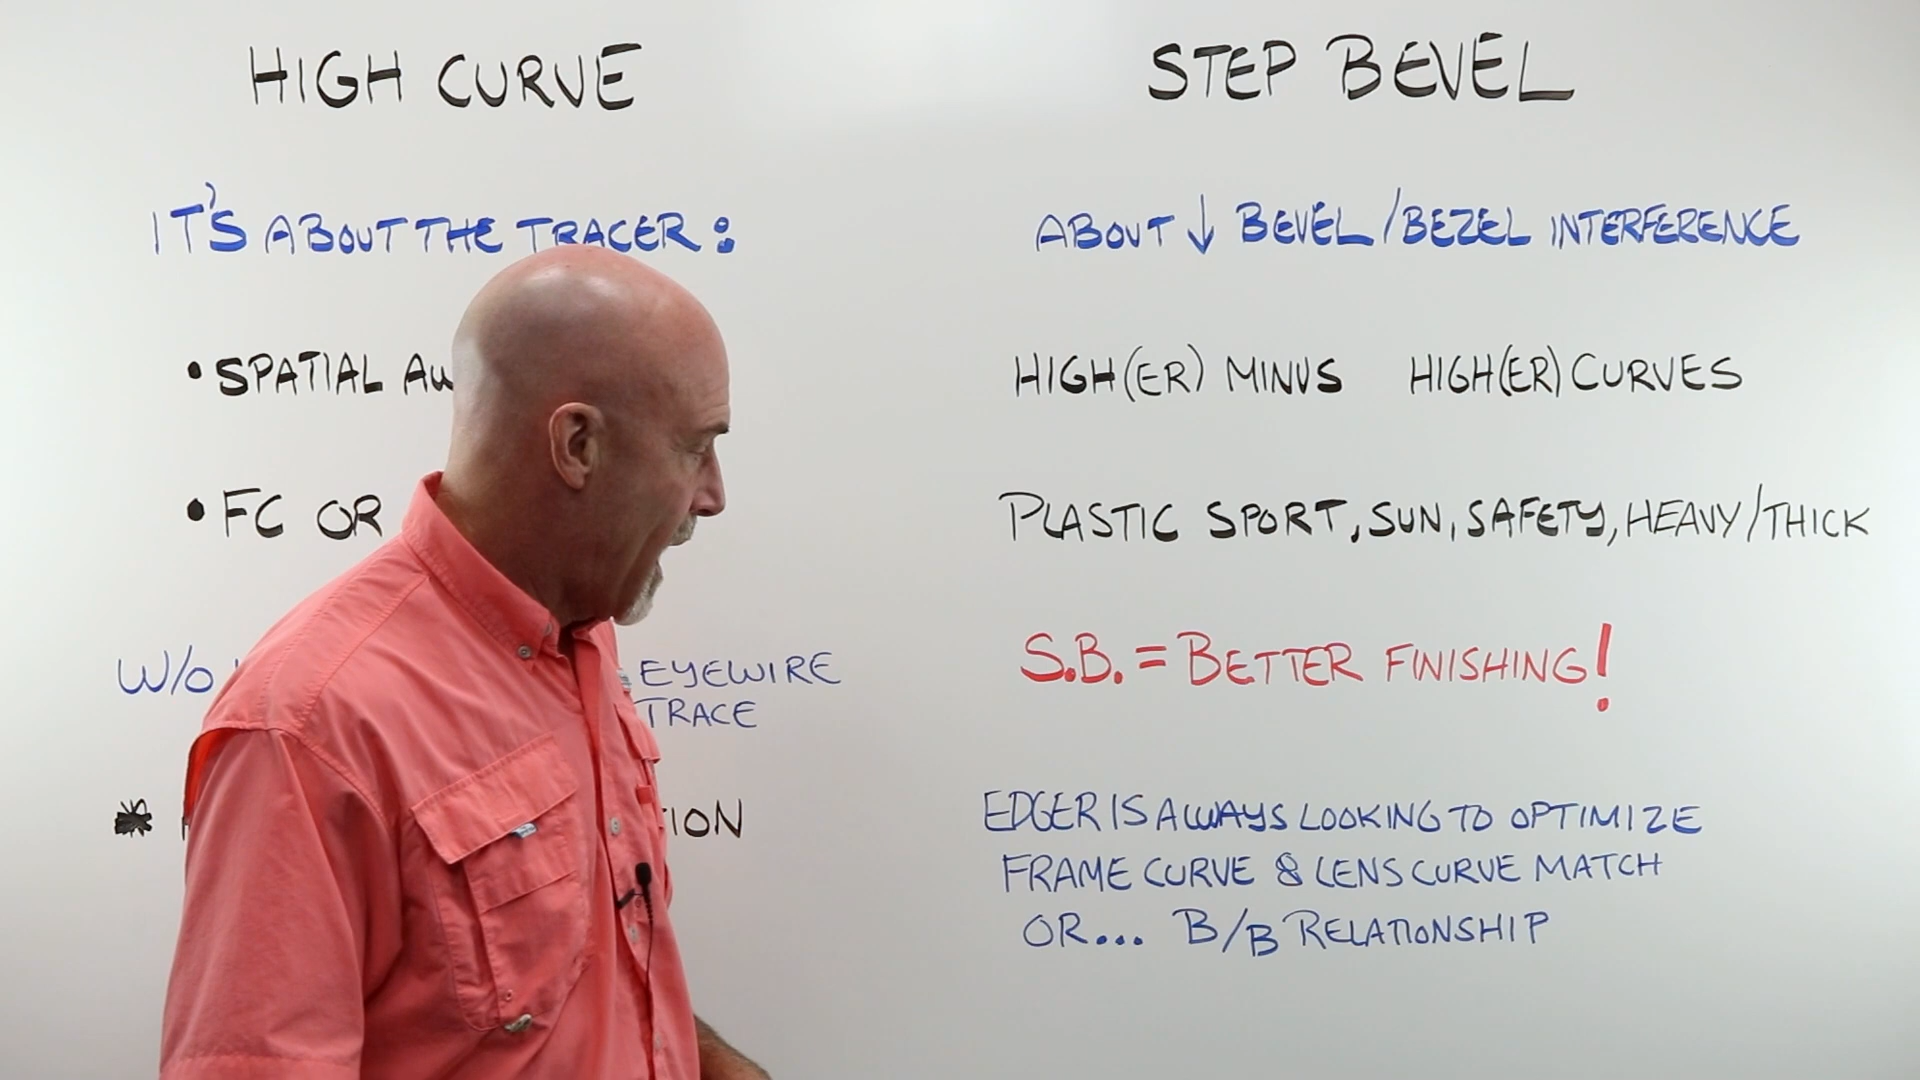 HIGH CURVE
IT'S ABOUT THE TRACER:
• SPATIAL
• FC OR
W/O EYEWIRE
TRACE
*
STEP BEVEL
ABOUT ↓ BEVEL/BEZEL INTERFERENCE
HIGH(ER) MINUS HIGH(ER) CURVES
PLASTIC SPORT, SUN, SAFETY, HEAVY/THICK
S.B. = BETTER FINISHING!
EDGER IS ALWAYS LOOKING TO OPTIMIZE
FRAME CURVE & LENS CURVE MATCH
OR... B/B RELATIONSHIP